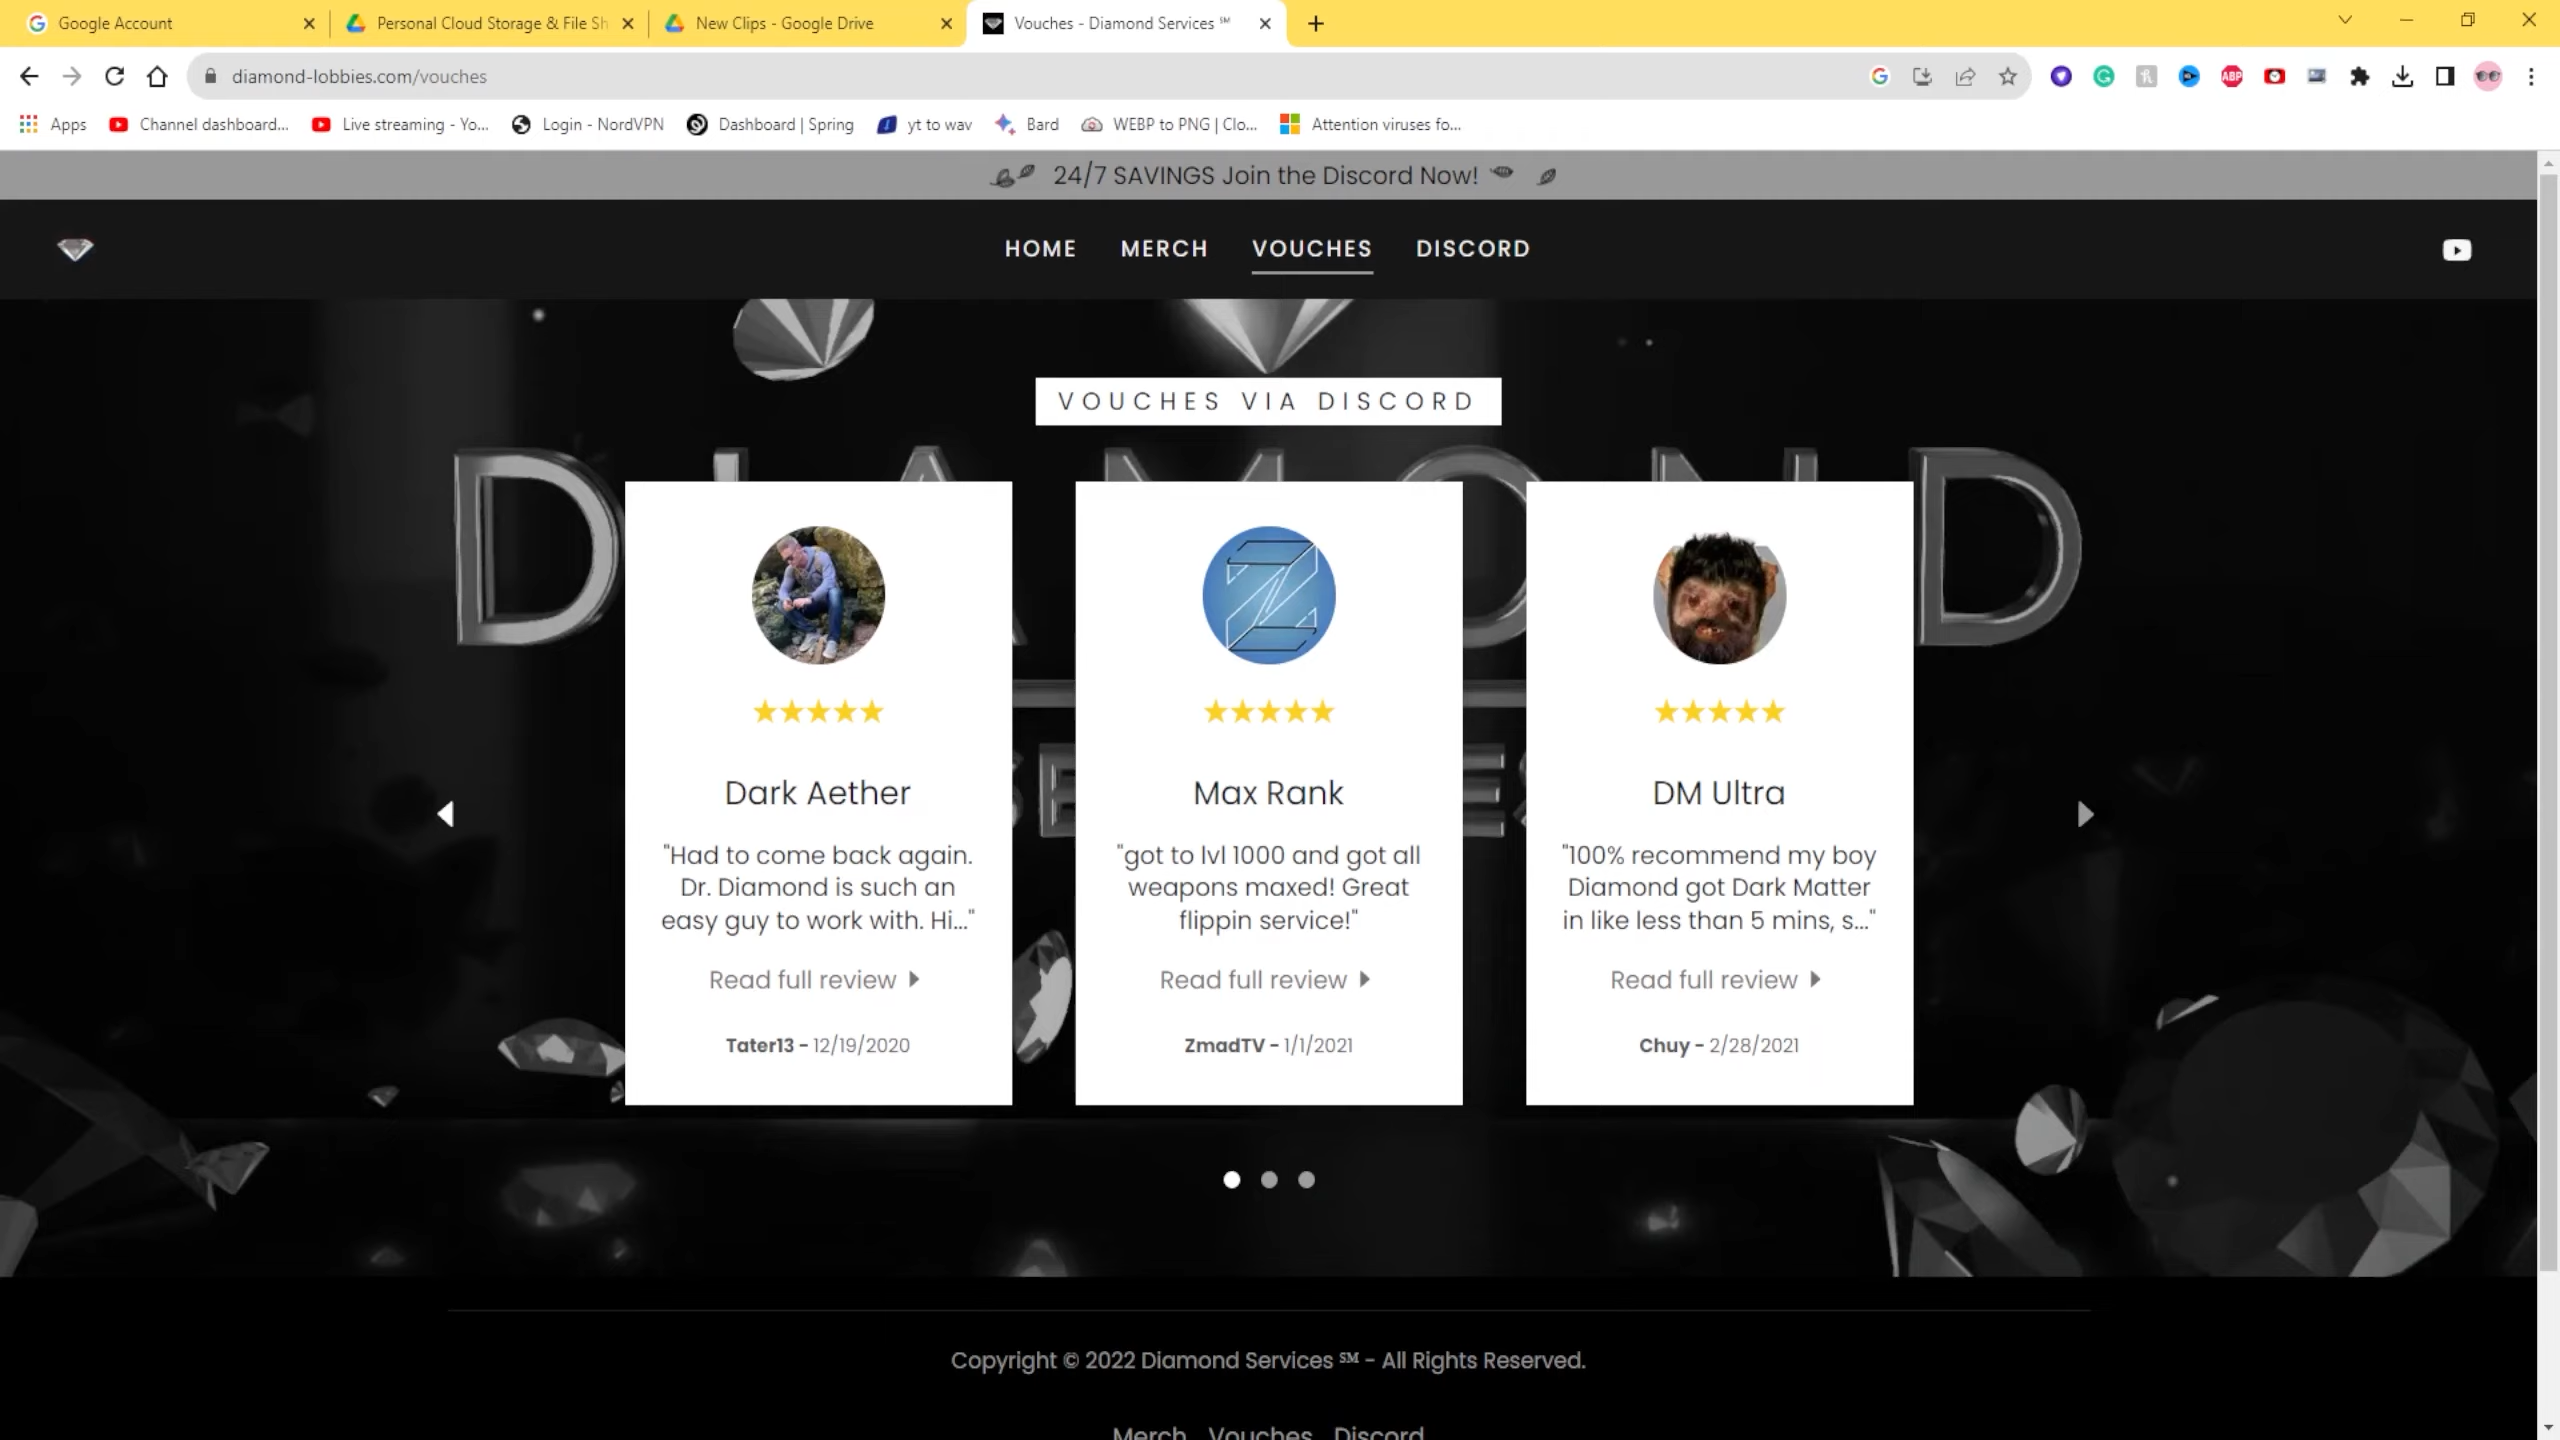 Google Account
Personal Cloud Storage & File Sh
New Clips - Google Drive
Vouches - Diamond Services ℠
diamond-lobbies.com/vouches
ABP
Apps
Channel dashboard...
Live streaming - Yo...
Login - NordVPN
Dashboard | Spring
yt to wav
Bard
WEBP to PNG | Clo...
Attention viruses fo...
24/7 SAVINGS Join the Discord Now!
HOME
MERCH
VOUCHES
DISCORD
VOUCHES VIA DISCORD
DIAMOND
Dark Aether
"Had to come back again.
Dr. Diamond is such an
easy guy to work with. Hi..."
Read full review
Tater13 - 12/19/2020
Max Rank
"got to lvl 1000 and got all
weapons maxed! Great
flippin service!"
Read full review
ZmadTV - 1/1/2021
DM Ultra
"100% recommend my boy
Diamond got Dark Matter
in like less than 5 mins, s..."
Read full review
Chuy - 2/28/2021
Copyright © 2022 Diamond Services ℠ - All Rights Reserved.
Merch Vouches Discord